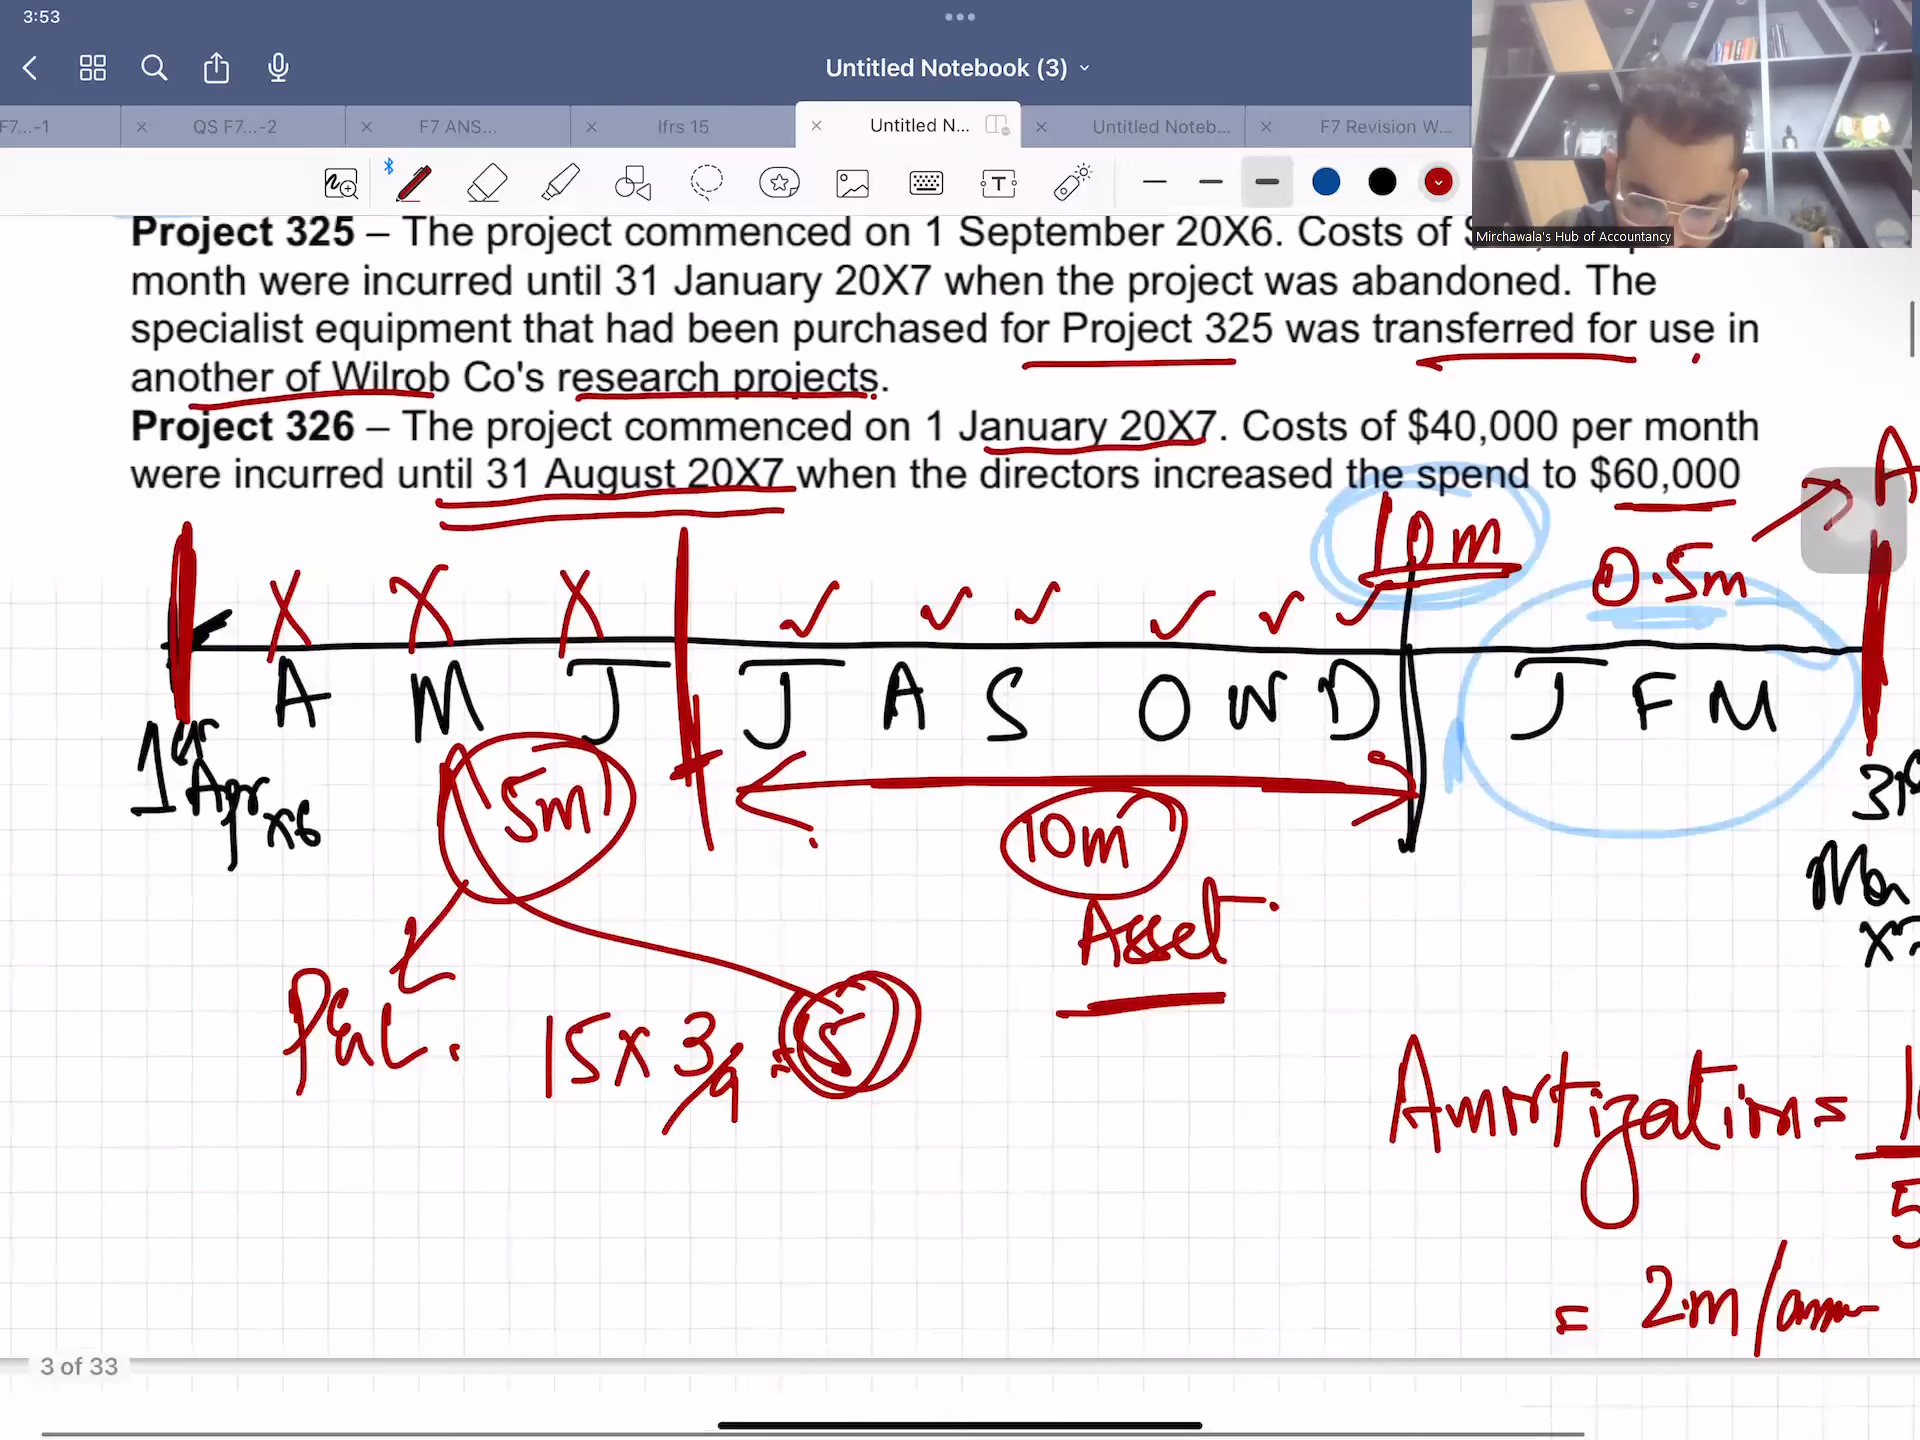 3:53
Untitled Notebook (3)
F7...-1
QS F7...-2
F7 ANS...
Ifrs 15
Untitled N...
Untitled Noteb...
F7 Revision W...
Mirchawala's Hub of Accountancy
Project 325 – The project commenced on 1 September 20X6. Costs of
month were incurred until 31 January 20X7 when the project was abandoned. The
specialist equipment that had been purchased for Project 325 was transferred for use in
another of Wilrob Co's research projects.
Project 326 – The project commenced on 1 January 20X7. Costs of $40,000 per month
were incurred until 31 August 20X7 when the directors increased the spend to $60,000
10m
0.5m
A
X X X ✓ ✓ ✓ ✓ ✓ ✓
A M J J A S O N D J F M
1st Apr X6
5m
10m
Asset
P&L.
15 x 3/9 = 5
Amortization =
5
= 2m/
3 of 33